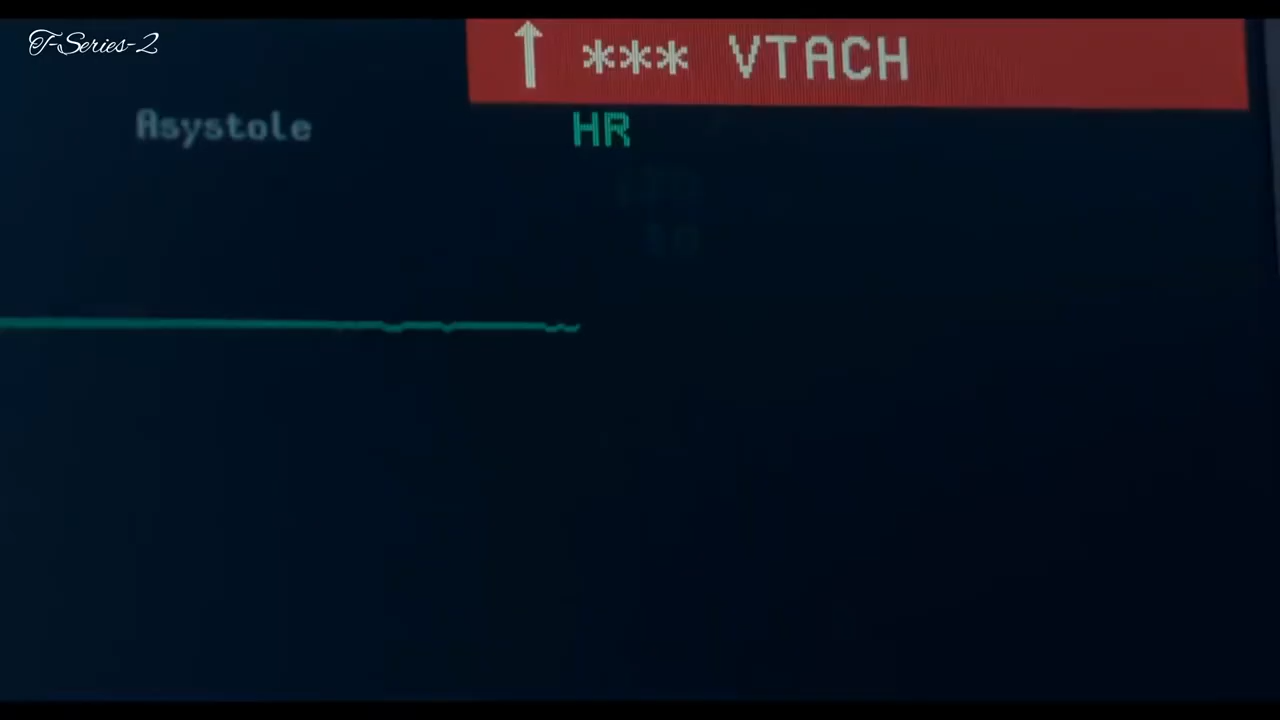 T-Series-2
↑ *** VTACH
Asystole
HR